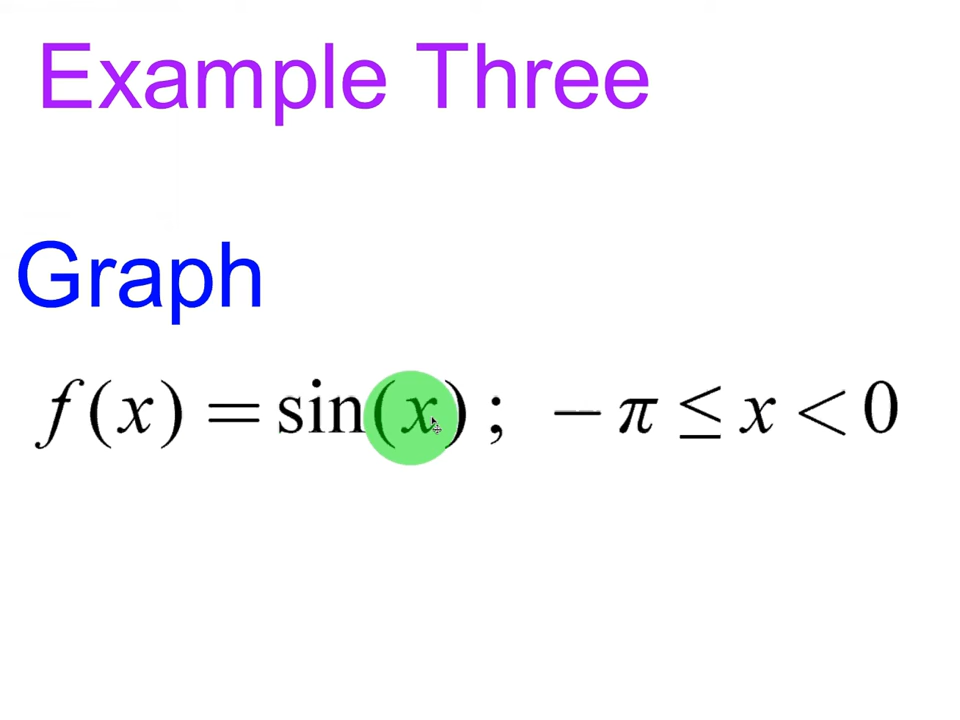 Example Three
Graph
f(x) = sin(x) ; − π ≤ x < 0